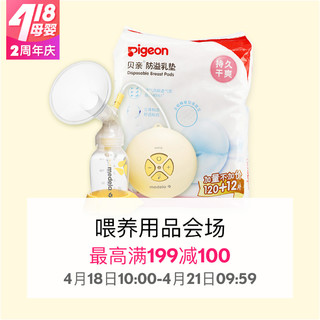 418
母婴
2周年庆
pigeon
贝亲 防溢乳垫
Disposable Breast Pads
持久
干爽
加量不加价
120+12
medela
medela
喂养用品会场
最高满199减100
4月18日10:00-4月21日09:59